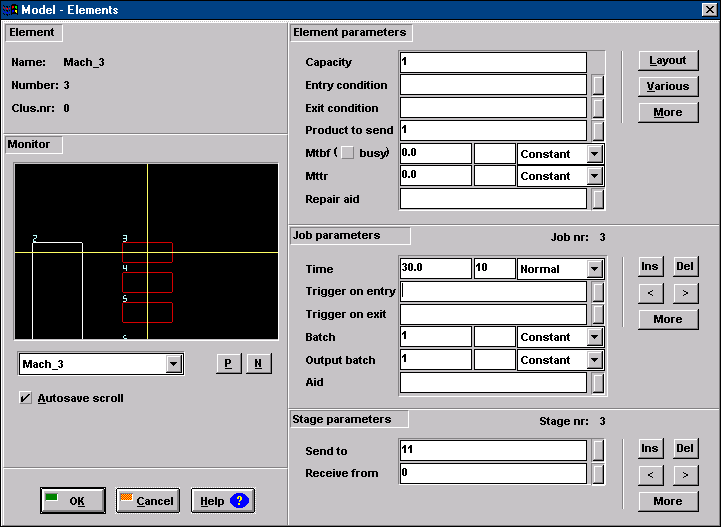 Model - Elements
Element
Name: Mach_3
Number: 3
Clus.nr: 0
Monitor
2
3
4
5
Mach_3
P N
Autosave scroll
OK Cancel Help ?
Element parameters
Capacity 1
Entry condition
Exit condition
Product to send 1
Mtbf ( busy) 0.0 Constant
Mttr 0.0 Constant
Repair aid
Layout
Various
More
Job parameters Job nr: 3
Time 30.0 10 Normal
Trigger on entry
Trigger on exit
Batch 1 Constant
Output batch 1 Constant
Aid
Ins Del
< >
More
Stage parameters Stage nr: 3
Send to 11
Receive from 0
Ins Del
< >
More